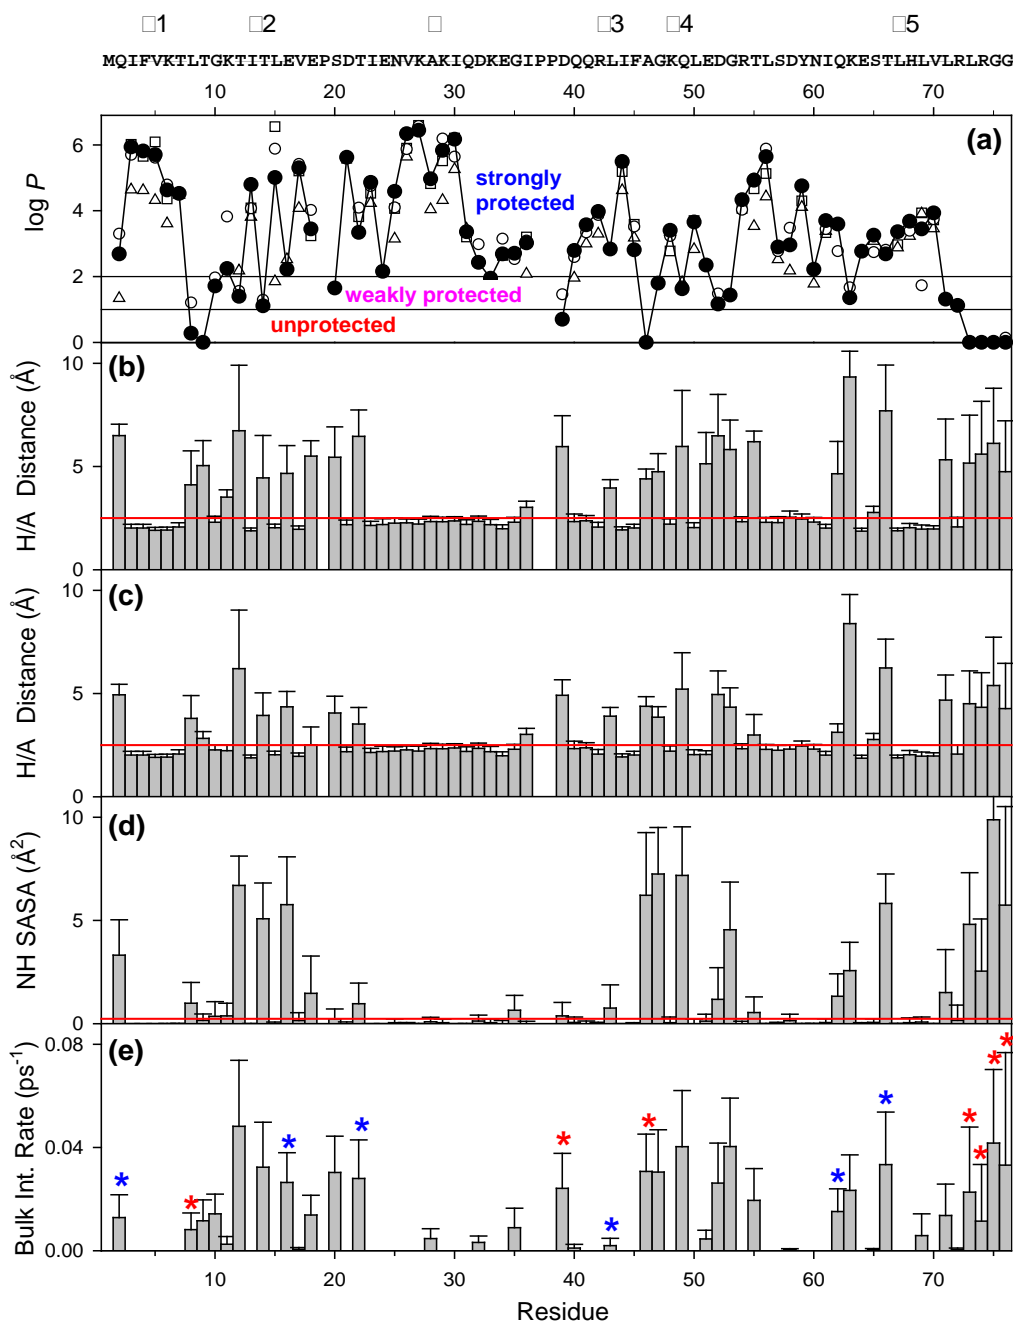 □1 □2 □ □3 □4 □5
MQIFVKTLTGKTITLEVEPSDTIENVKAKIQDKEGIPPDQQRLIFAGKQLEDGRTLSDYNIQKESTLHLVLRLRGG
10 20 30 40 50 60 70
(a)
log P
6
4
2
0
strongly
protected
weakly protected
unprotected
(b)
H/A Distance (Å)
10
5
0
(c)
H/A Distance (Å)
10
5
0
(d)
NH SASA (Å²)
10
5
0
(e)
Bulk Int. Rate (ps⁻¹)
0.08
0.04
0.00
* * * * * * * * * * * *
10 20 30 40 50 60 70
Residue